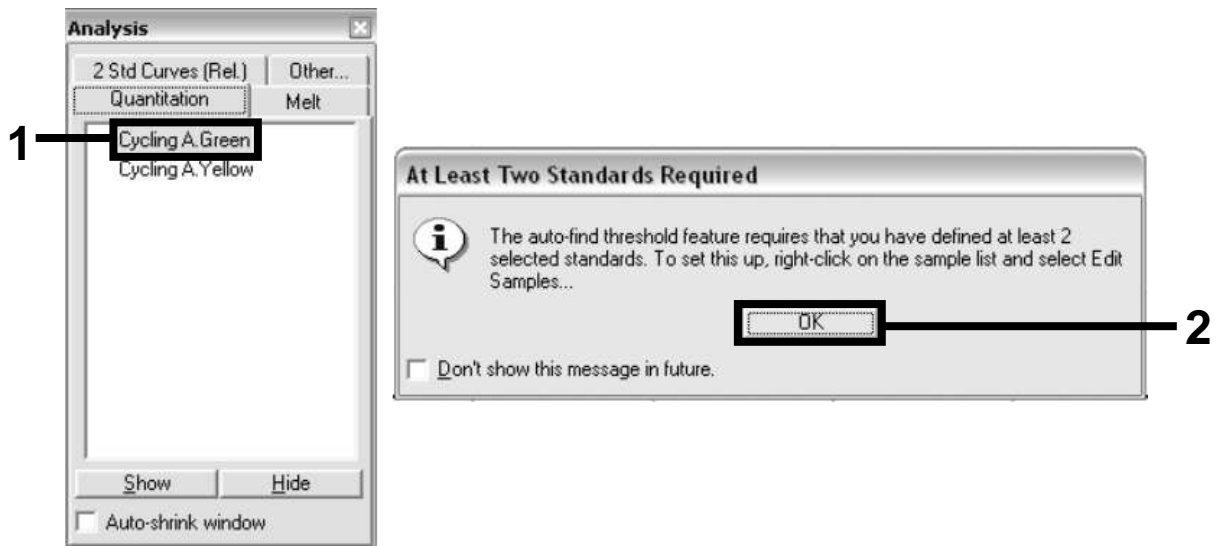 Analysis
2 Std Curves (Rel.) Other...
Quantitation Melt
1
Cycling A.Green
Cycling A.Yellow
Show Hide
Auto-shrink window
At Least Two Standards Required
The auto-find threshold feature requires that you have defined at least 2
selected standards. To set this up, right-click on the sample list and select Edit
Samples...
OK
2
Don't show this message in future.